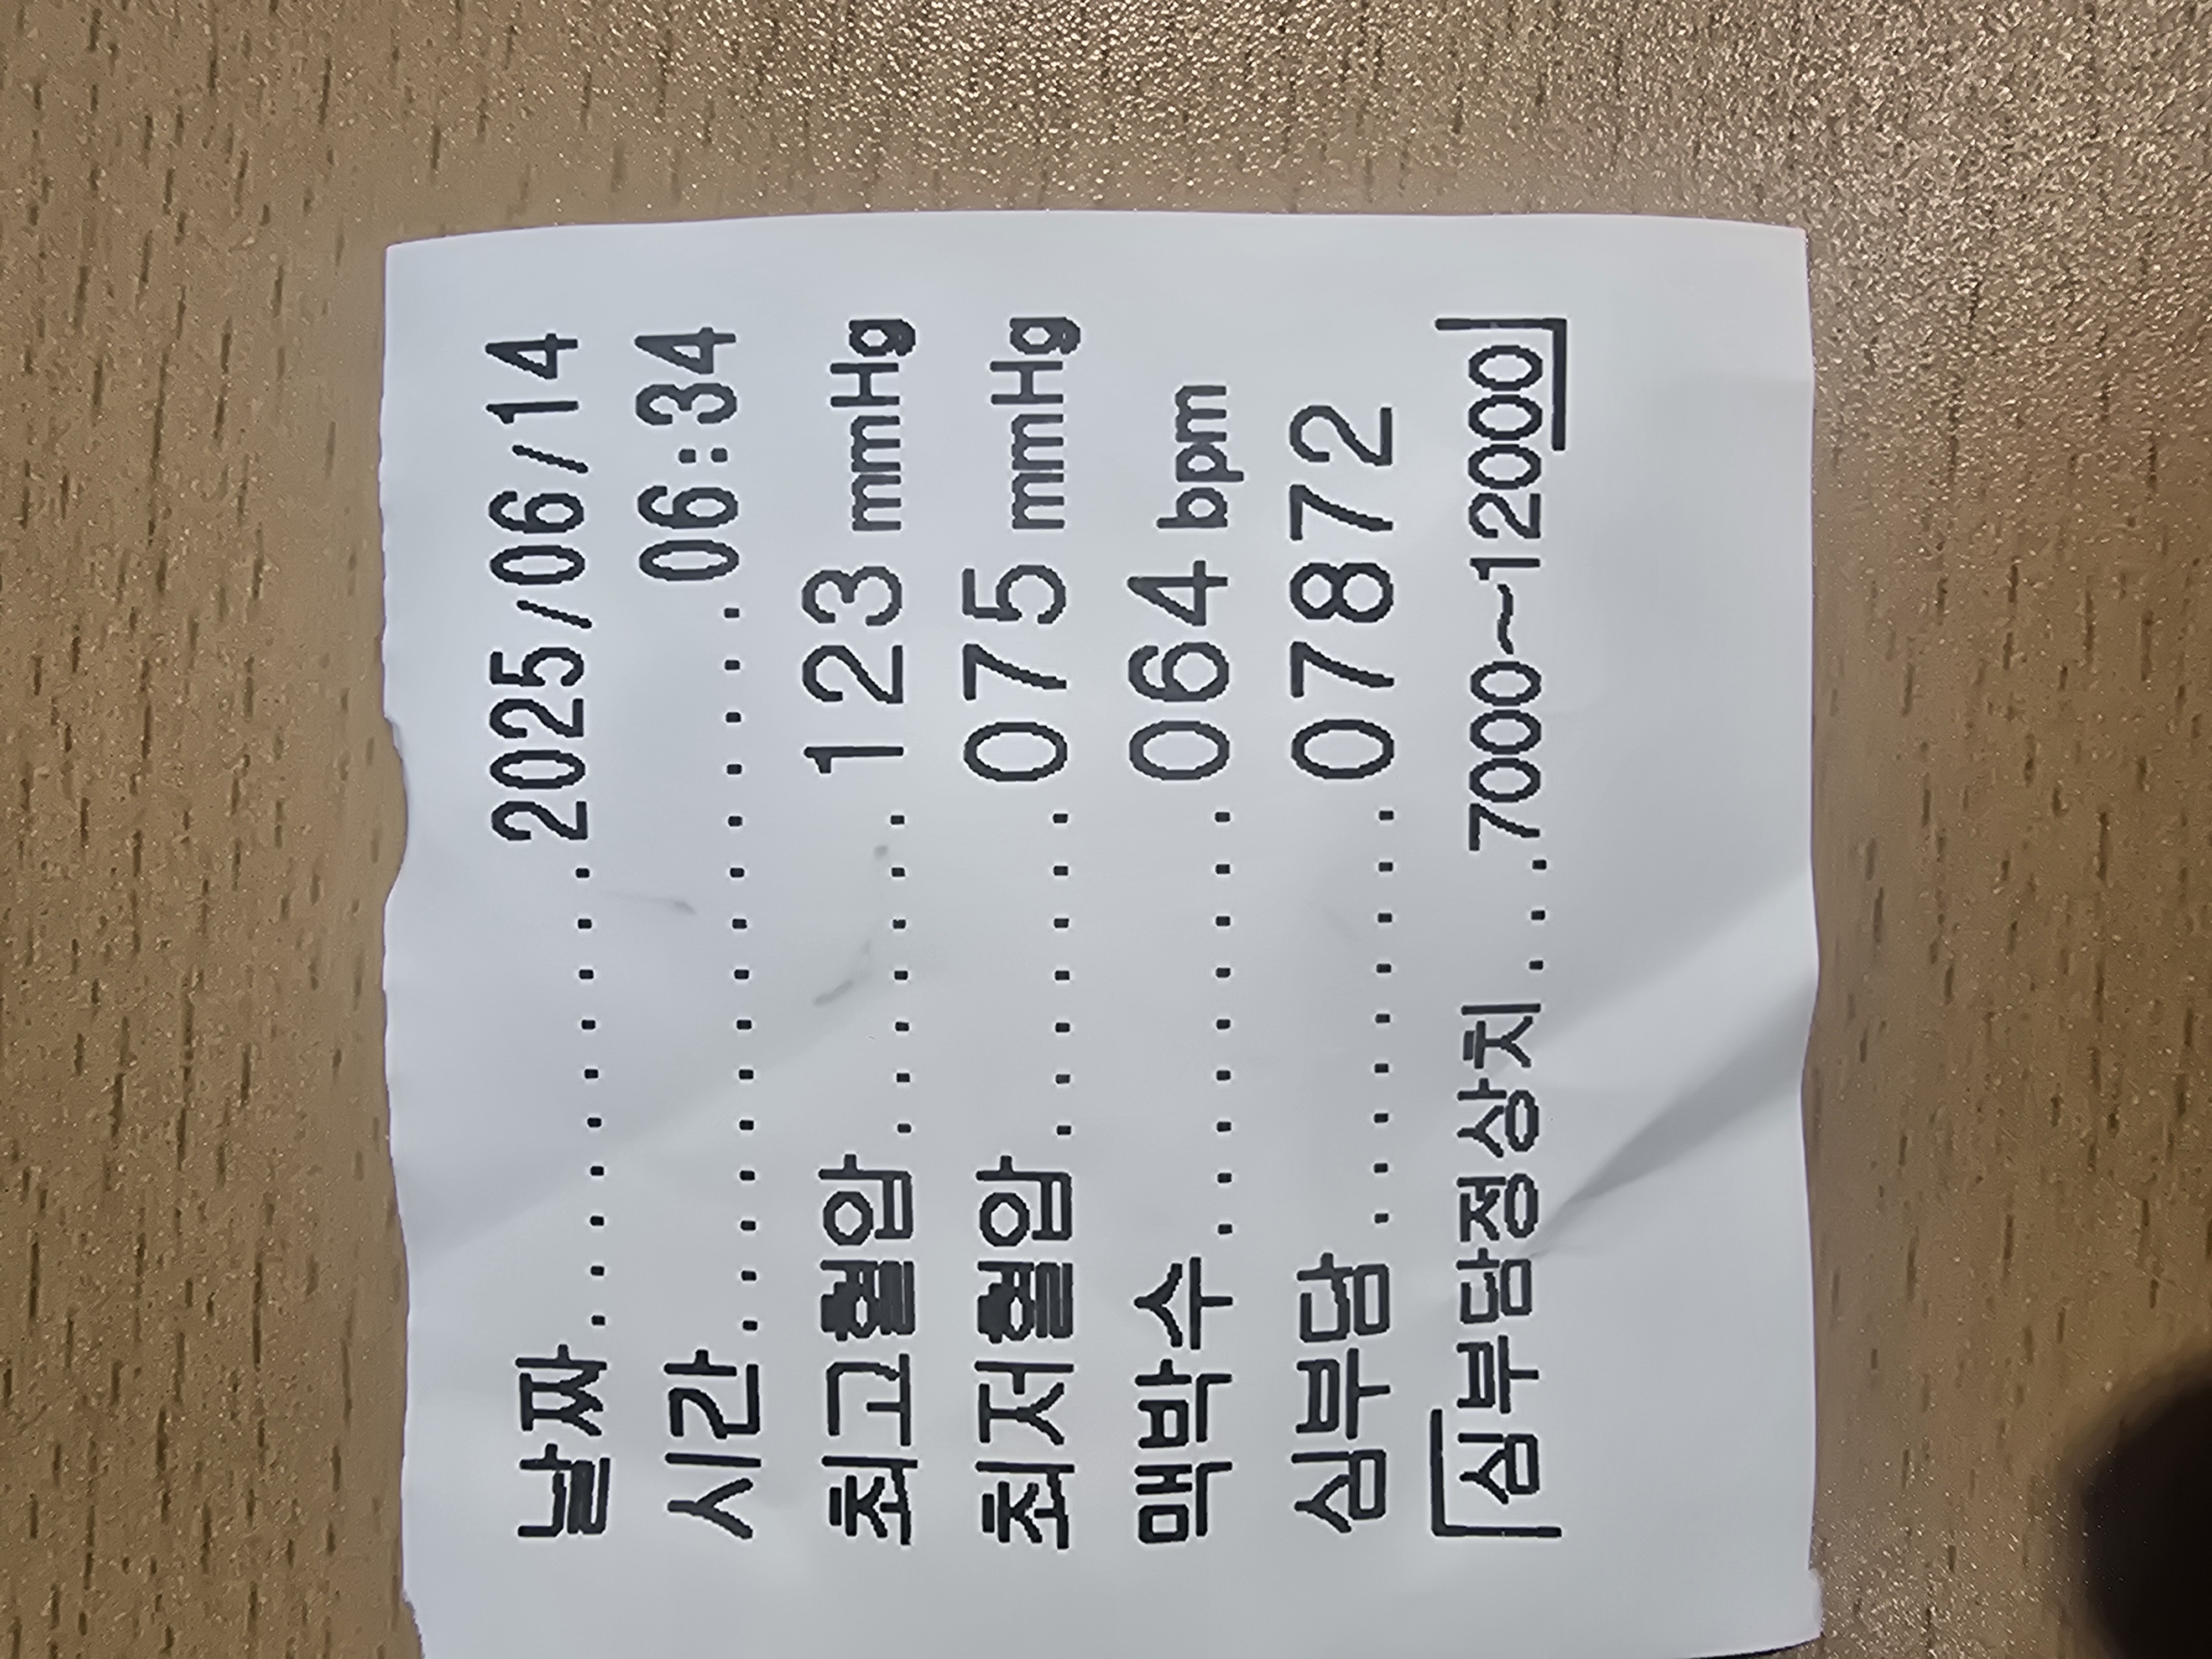 날짜..........2025/06/14
시간...............06:34
최고혈압.......123 mmHg
최저혈압.......075 mmHg
맥박수.........064 bpm
심부담.........07872
「심부담정상치...7000~12000」